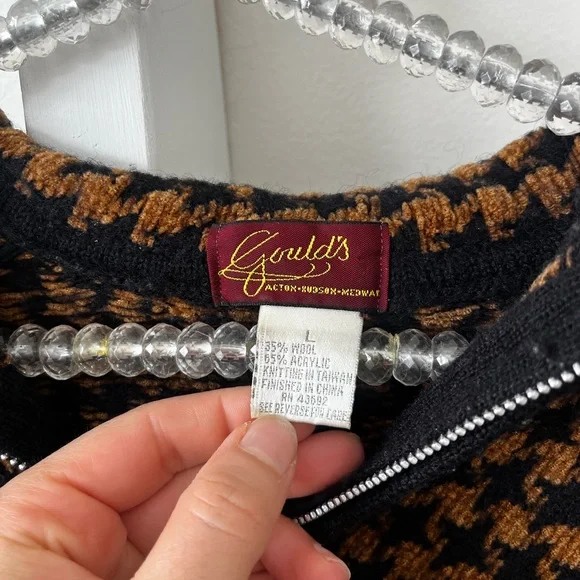 Gould's
ACTON•HUDSON•MEDWAY
L
35% WOOL
65% ACRYLIC
KNITTING IN TAIWAN
FINISHED IN CHINA
RN 43692
SEE REVERSE FOR CARE